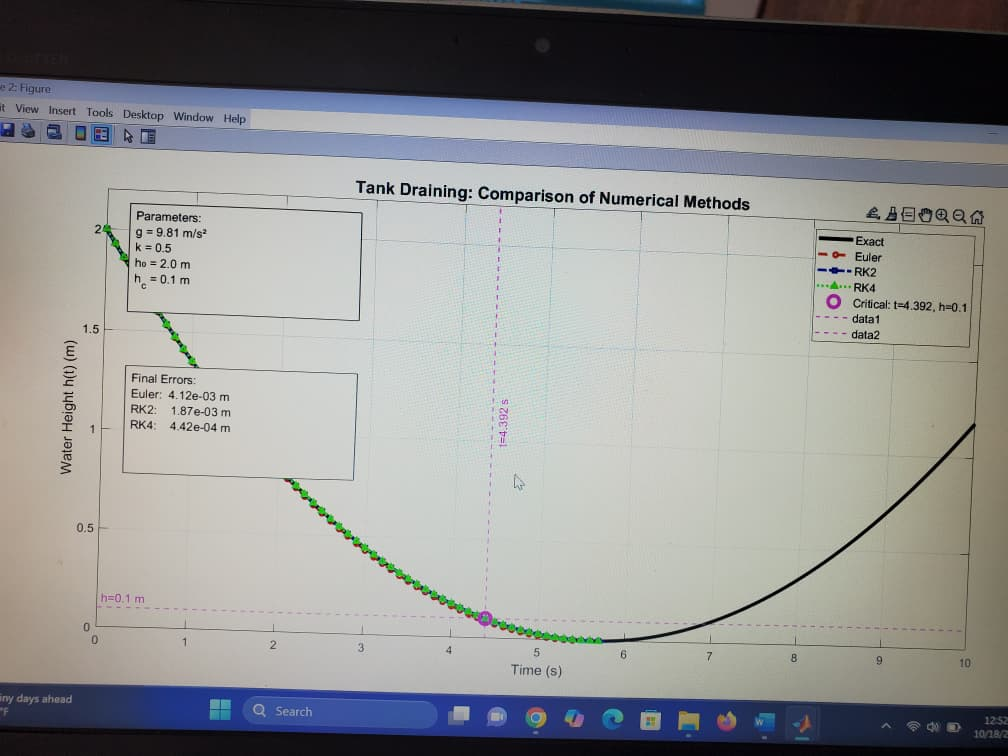 e 2: Figure
it View Insert Tools Desktop Window Help
Tank Draining: Comparison of Numerical Methods
Parameters:
g = 9.81 m/s²
k = 0.5
h₀ = 2.0 m
h_c = 0.1 m
Exact
Euler
RK2
RK4
Critical: t=4.392, h=0.1
data1
data2
Final Errors:
Euler: 4.12e-03 m
RK2: 1.87e-03 m
RK4: 4.42e-04 m
t=4.392 s
h=0.1 m
Water Height h(t) (m)
2
1.5
1
0.5
0
0 1 2 3 4 5 6 7 8 9 10
Time (s)
iny days ahead
°F
Search
12:52
10/18/